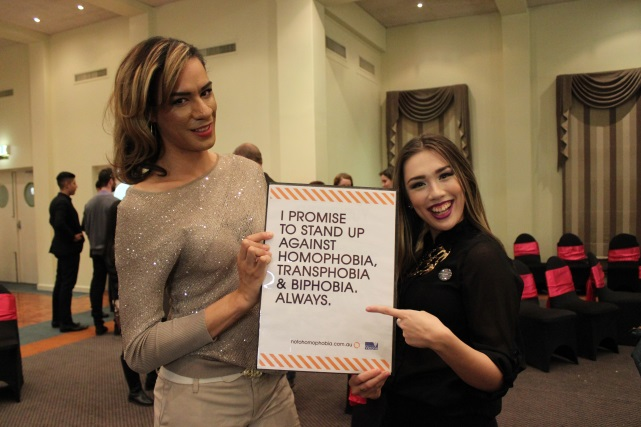 I PROMISE
TO STAND UP
AGAINST
HOMOPHOBIA,
TRANSPHOBIA
& BIPHOBIA.
ALWAYS.
notohomophobia.com.au